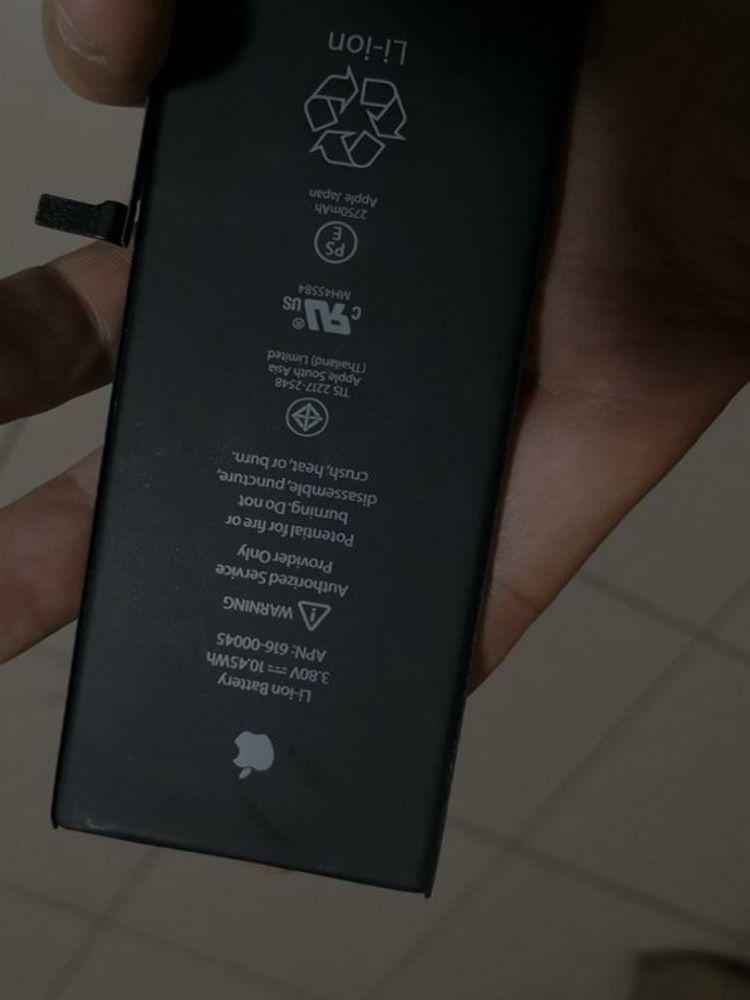 Li-ion Battery
3.80V ⎓ 10.45Wh
APN: 616-00045
WARNING
Authorized Service
Provider Only
Potential for fire or
burning. Do not
disassemble, puncture,
crush, heat, or burn.
TIS 2217-2548
Apple South Asia
(Thailand) Limited
c RU US ®
MH45584
PS
E
2750mAh
Apple Japan
Li-ion